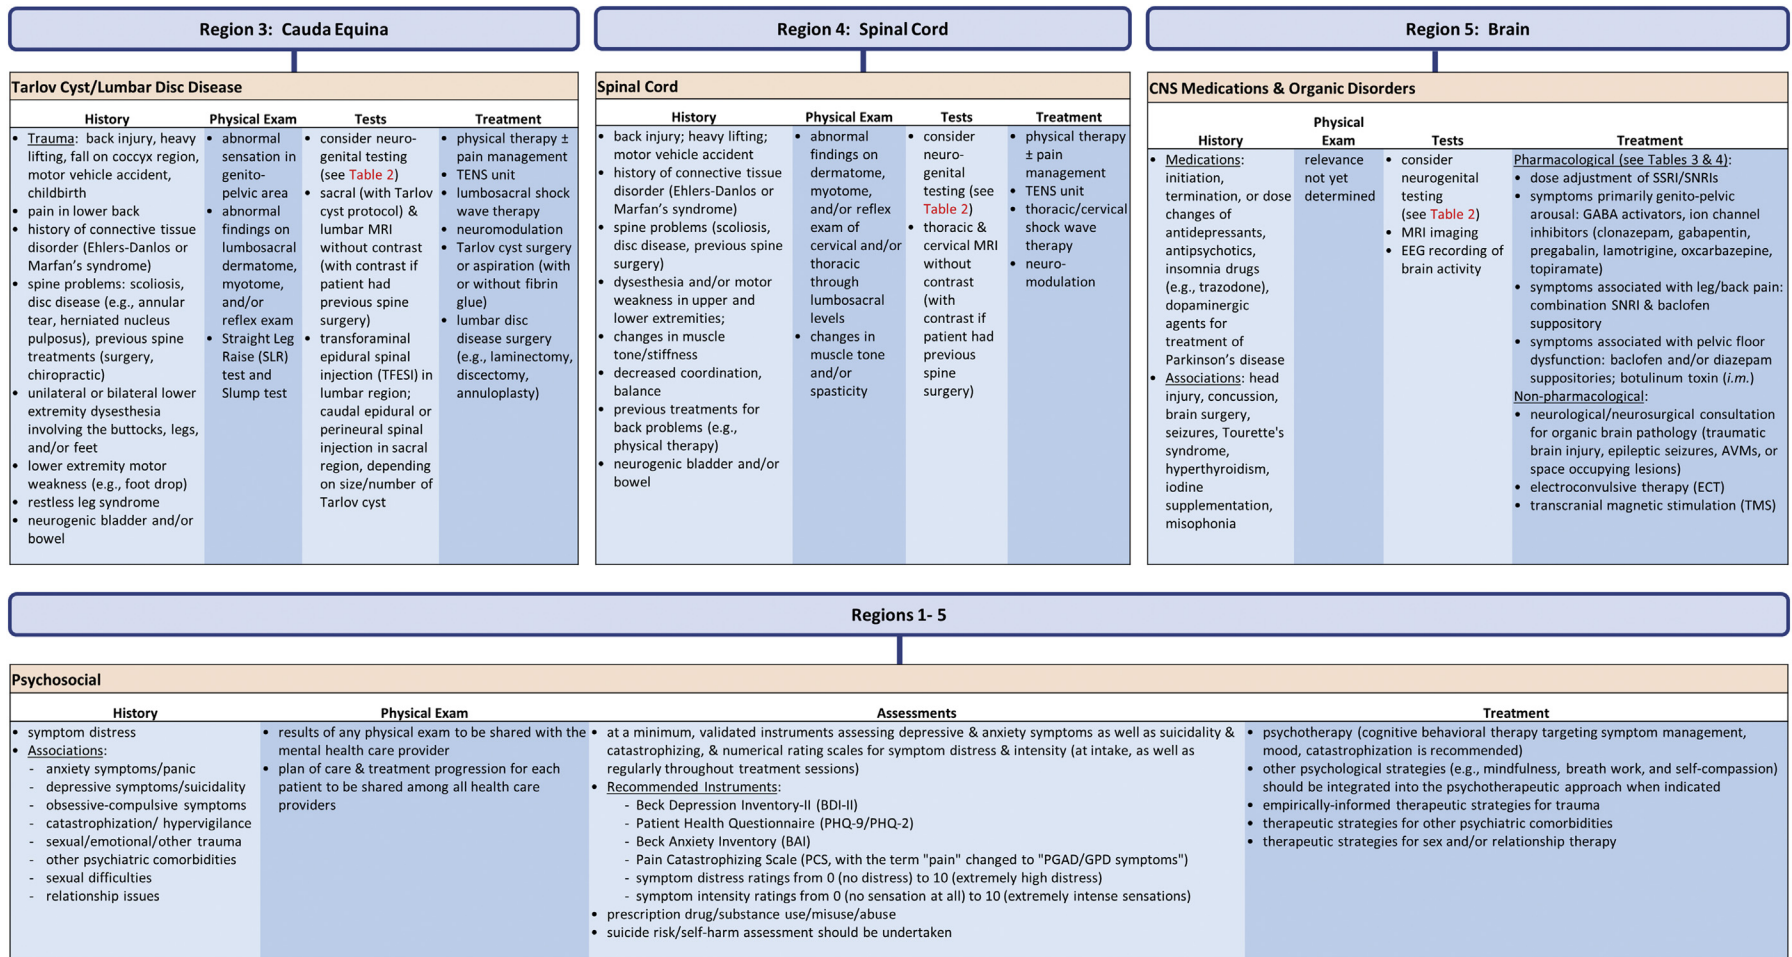 Region 3: Cauda Equina
Tarlov Cyst/Lumbar Disc Disease
History
• Trauma: back injury, heavy
lifting, fall on coccyx region,
motor vehicle accident,
childbirth
• pain in lower back
• history of connective tissue
disorder (Ehlers-Danlos or
Marfan's syndrome)
• spine problems: scoliosis,
disc disease (e.g., annular
tear, herniated nucleus
pulposus), previous spine
treatments (surgery,
chiropractic)
• unilateral or bilateral lower
extremity dysesthesia
involving the buttocks, legs,
and/or feet
• lower extremity motor
weakness (e.g., foot drop)
• restless leg syndrome
• neurogenic bladder and/or
bowel
Physical Exam
• abnormal
sensation in
genito-
pelvic area
• abnormal
findings on
lumbosacral
dermatome,
myotome,
and/or
reflex exam
• Straight Leg
Raise (SLR)
test and
Slump test
Tests
• consider neuro-
genital testing
(see Table 2)
• sacral (with Tarlov
cyst protocol) &
lumbar MRI
without contrast
(with contrast if
patient had
previous spine
surgery)
• transforaminal
epidural spinal
injection (TFESI) in
lumbar region;
caudal epidural or
perineural spinal
injection in sacral
region, depending
on size/number of
Tarlov cyst
Treatment
• physical therapy ±
pain management
• TENS unit
• lumbosacral shock
wave therapy
• neuromodulation
• Tarlov cyst surgery
or aspiration (with
or without fibrin
glue)
• lumbar disc
disease surgery
(e.g., laminectomy,
discectomy,
annuloplasty)
Region 4: Spinal Cord
Spinal Cord
History
• back injury; heavy lifting;
motor vehicle accident
• history of connective tissue
disorder (Ehlers-Danlos or
Marfan's syndrome)
• spine problems (scoliosis,
disc disease, previous spine
surgery)
• dysesthesia and/or motor
weakness in upper and
lower extremities;
• changes in muscle
tone/stiffness
• decreased coordination,
balance
• previous treatments for
back problems (e.g.,
physical therapy)
• neurogenic bladder and/or
bowel
Physical Exam
• abnormal
findings on
dermatome,
myotome,
and/or reflex
exam of
cervical and/or
thoracic
through
lumbosacral
levels
• changes in
muscle tone
and/or
spasticity
Tests
• consider
neuro-
genital
testing (see
Table 2)
• thoracic &
cervical MRI
without
contrast
(with
contrast if
patient had
previous
spine
surgery)
Treatment
• physical therapy
± pain
management
• TENS unit
• thoracic/cervical
shock wave
therapy
• neuro-
modulation
Region 5: Brain
CNS Medications & Organic Disorders
History
• Medications:
initiation,
termination, or dose
changes of
antidepressants,
antipsychotics,
insomnia drugs
(e.g., trazodone),
dopaminergic
agents for
treatment of
Parkinson's disease
• Associations: head
injury, concussion,
brain surgery,
seizures, Tourette's
syndrome,
hyperthyroidism,
iodine
supplementation,
misophonia
Physical
Exam
relevance
not yet
determined
Tests
• consider
neurogenital
testing
(see Table 2)
• MRI imaging
• EEG recording of
brain activity
Treatment
Pharmacological (see Tables 3 & 4):
• dose adjustment of SSRI/SNRIs
• symptoms primarily genito-pelvic
arousal: GABA activators, ion channel
inhibitors (clonazepam, gabapentin,
pregabalin, lamotrigine, oxcarbazepine,
topiramate)
• symptoms associated with leg/back pain:
combination SNRI & baclofen
suppository
• symptoms associated with pelvic floor
dysfunction: baclofen and/or diazepam
suppositories; botulinum toxin (i.m.)
Non-pharmacological:
• neurological/neurosurgical consultation
for organic brain pathology (traumatic
brain injury, epileptic seizures, AVMs, or
space occupying lesions)
• electroconvulsive therapy (ECT)
• transcranial magnetic stimulation (TMS)
Regions 1- 5
Psychosocial
History
• symptom distress
• Associations:
- anxiety symptoms/panic
- depressive symptoms/suicidality
- obsessive-compulsive symptoms
- catastrophization/ hypervigilance
- sexual/emotional/other trauma
- other psychiatric comorbidities
- sexual difficulties
- relationship issues
Physical Exam
• results of any physical exam to be shared with the
mental health care provider
• plan of care & treatment progression for each
patient to be shared among all health care
providers
Assessments
• at a minimum, validated instruments assessing depressive & anxiety symptoms as well as suicidality &
catastrophizing, & numerical rating scales for symptom distress & intensity (at intake, as well as
regularly throughout treatment sessions)
• Recommended Instruments:
- Beck Depression Inventory-II (BDI-II)
- Patient Health Questionnaire (PHQ-9/PHQ-2)
- Beck Anxiety Inventory (BAI)
- Pain Catastrophizing Scale (PCS, with the term "pain" changed to "PGAD/GPD symptoms")
- symptom distress ratings from 0 (no distress) to 10 (extremely high distress)
- symptom intensity ratings from 0 (no sensation at all) to 10 (extremely intense sensations)
• prescription drug/substance use/misuse/abuse
• suicide risk/self-harm assessment should be undertaken
Treatment
• psychotherapy (cognitive behavioral therapy targeting symptom management,
mood, catastrophization is recommended)
• other psychological strategies (e.g., mindfulness, breath work, and self-compassion)
should be integrated into the psychotherapeutic approach when indicated
• empirically-informed therapeutic strategies for trauma
• therapeutic strategies for other psychiatric comorbidities
• therapeutic strategies for sex and/or relationship therapy